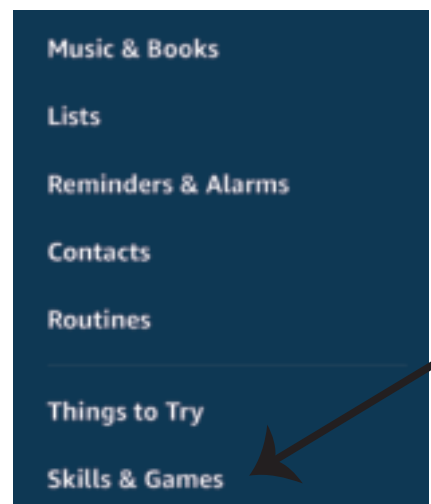 Music & Books
Lists
Reminders & Alarms
Contacts
Routines
Things to Try
Skills & Games